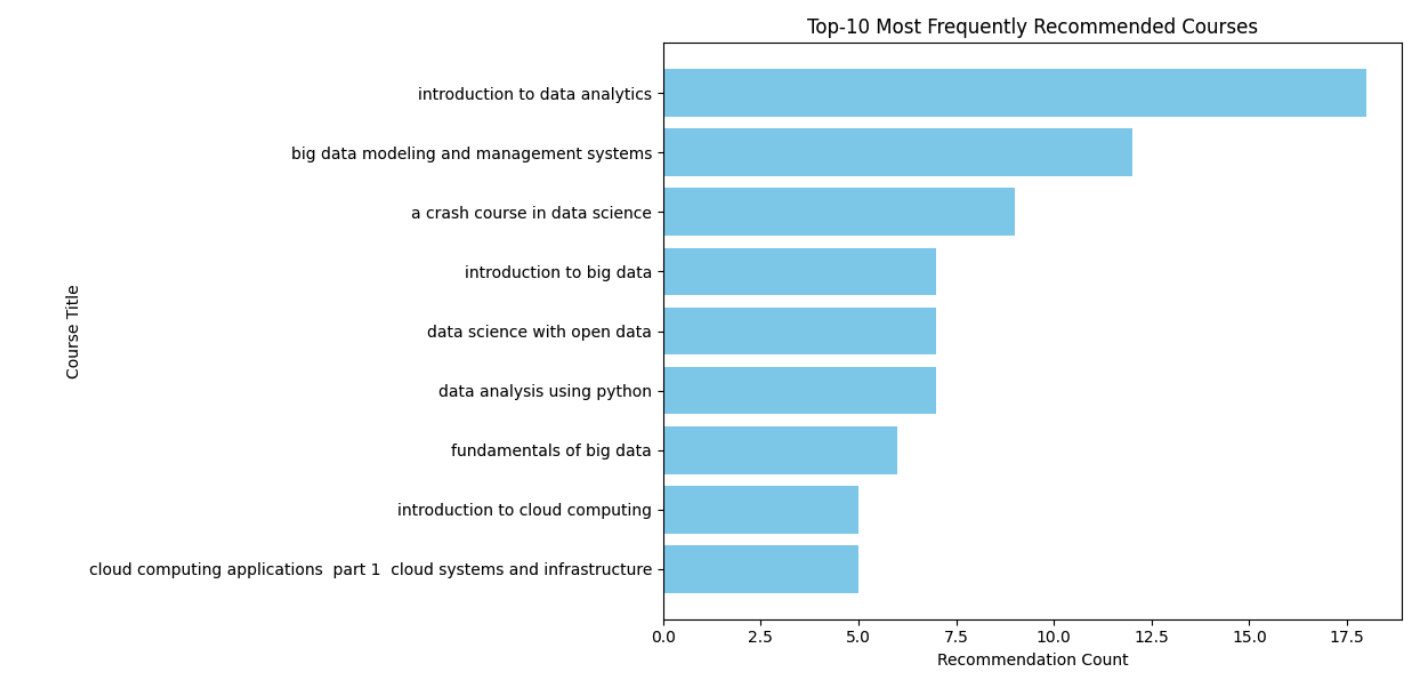 Top-10 Most Frequently Recommended Courses
introduction to data analytics
big data modeling and management systems
a crash course in data science
introduction to big data
data science with open data
data analysis using python
fundamentals of big data
introduction to cloud computing
cloud computing applications  part 1  cloud systems and infrastructure
Course Title
0.0 2.5 5.0 7.5 10.0 12.5 15.0 17.5
Recommendation Count